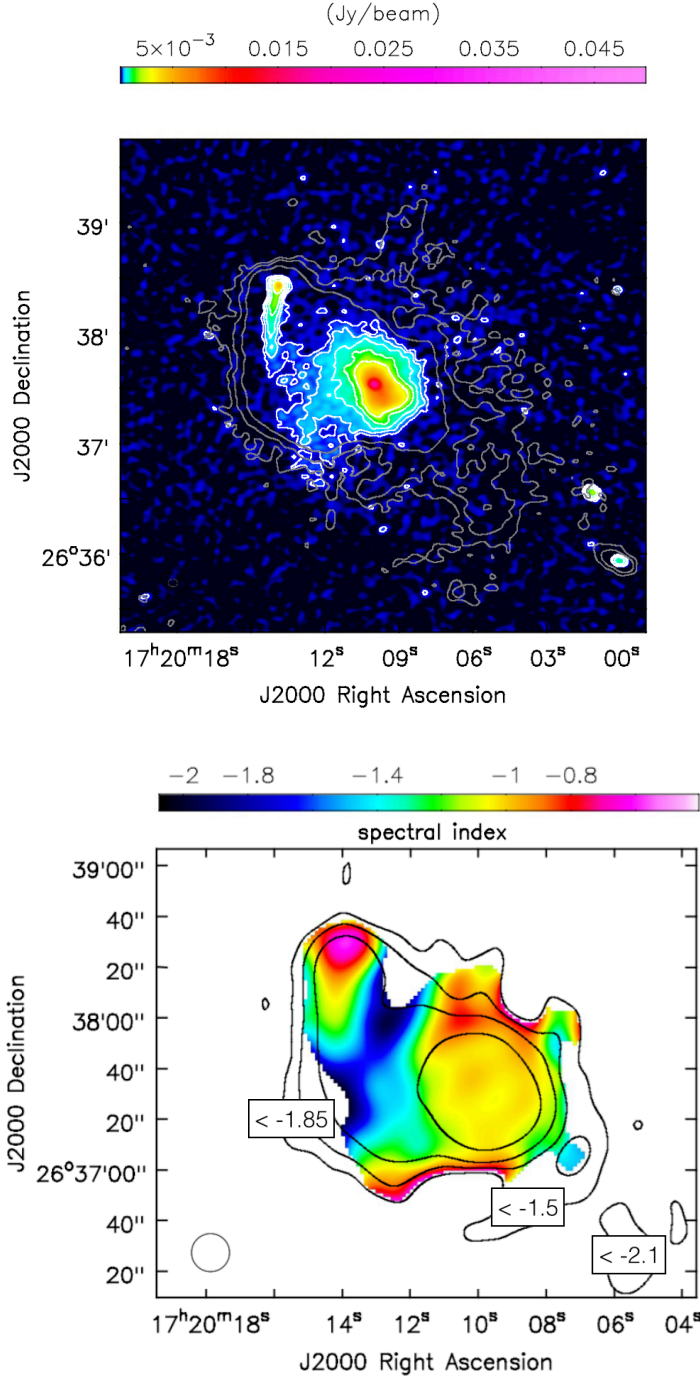 (Jy/beam)
5×10⁻³ 0.015 0.025 0.035 0.045
39'
38'
J2000 Declination
37'
26°36'
17ʰ20ᵐ18ˢ 12ˢ 09ˢ 06ˢ 03ˢ 00ˢ
J2000 Right Ascension
−2 −1.8 −1.4 −1 −0.8
spectral index
39'00"
40"
20"
38'00"
J2000 Declination
40"
20"
< -1.85
26°37'00"
< -1.5
40"
< -2.1
20"
17ʰ20ᵐ18ˢ 14ˢ 12ˢ 10ˢ 08ˢ 06ˢ 04ˢ
J2000 Right Ascension